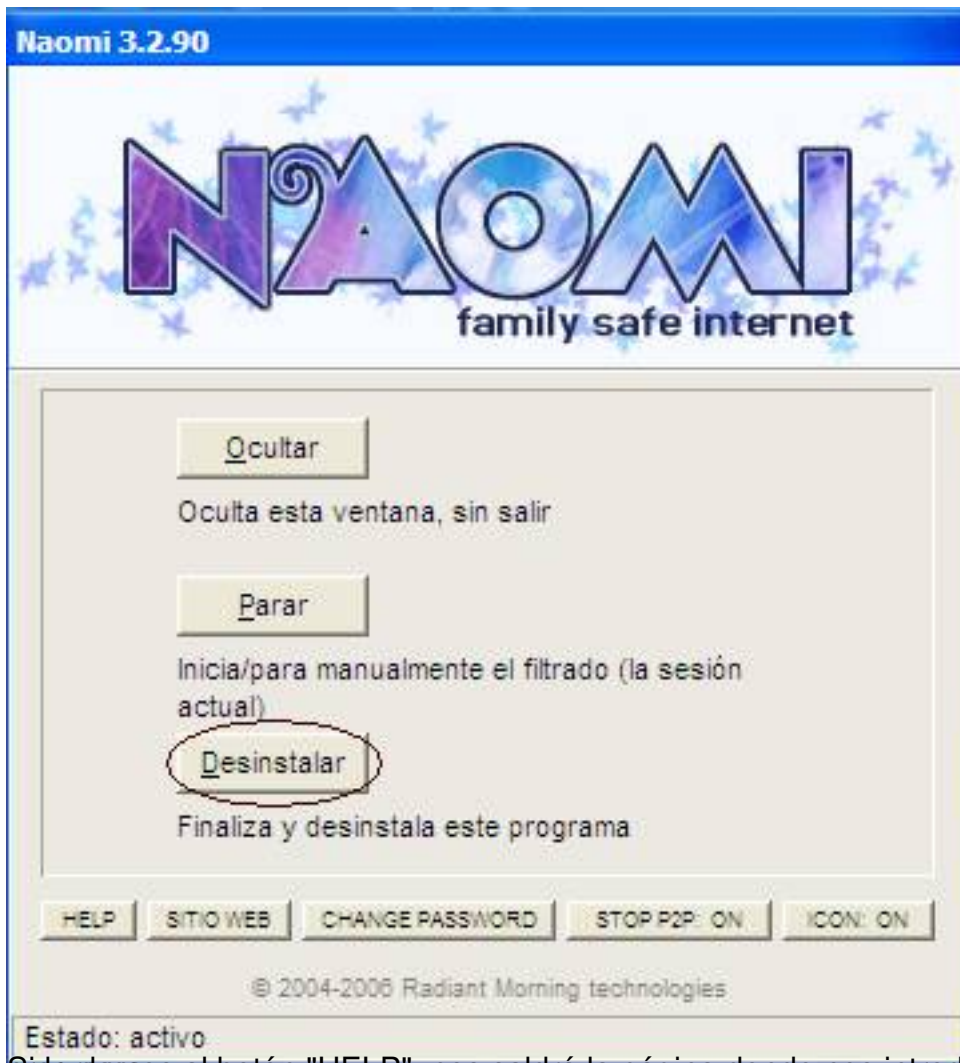 Naomi 3.2.90
NAOMI
family safe internet
Ocultar
Oculta esta ventana, sin salir
Parar
Inicia/para manualmente el filtrado (la sesión
actual)
Desinstalar
Finaliza y desinstala este programa
HELP SITIO WEB CHANGE PASSWORD STOP P2P: ON ICON: ON
© 2004-2006 Radiant Morning technologies
Estado: activo